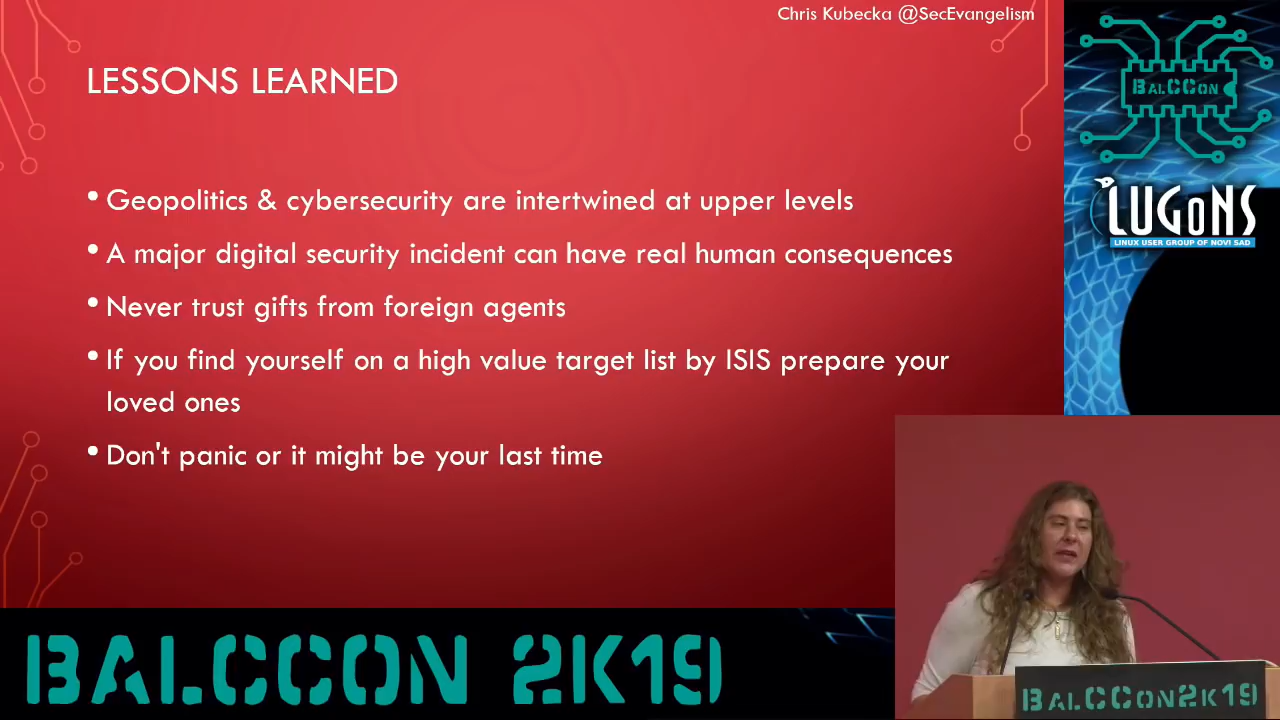 Chris Kubecka @SecEvangelism
LESSONS LEARNED
• Geopolitics & cybersecurity are intertwined at upper levels
• A major digital security incident can have real human consequences
• Never trust gifts from foreign agents
• If you find yourself on a high value target list by ISIS prepare your
loved ones
• Don't panic or it might be your last time
BALCCON
LUGONS
LINUX USER GROUP OF NOVI SAD
BALCCON 2K19
BALCCON2K19